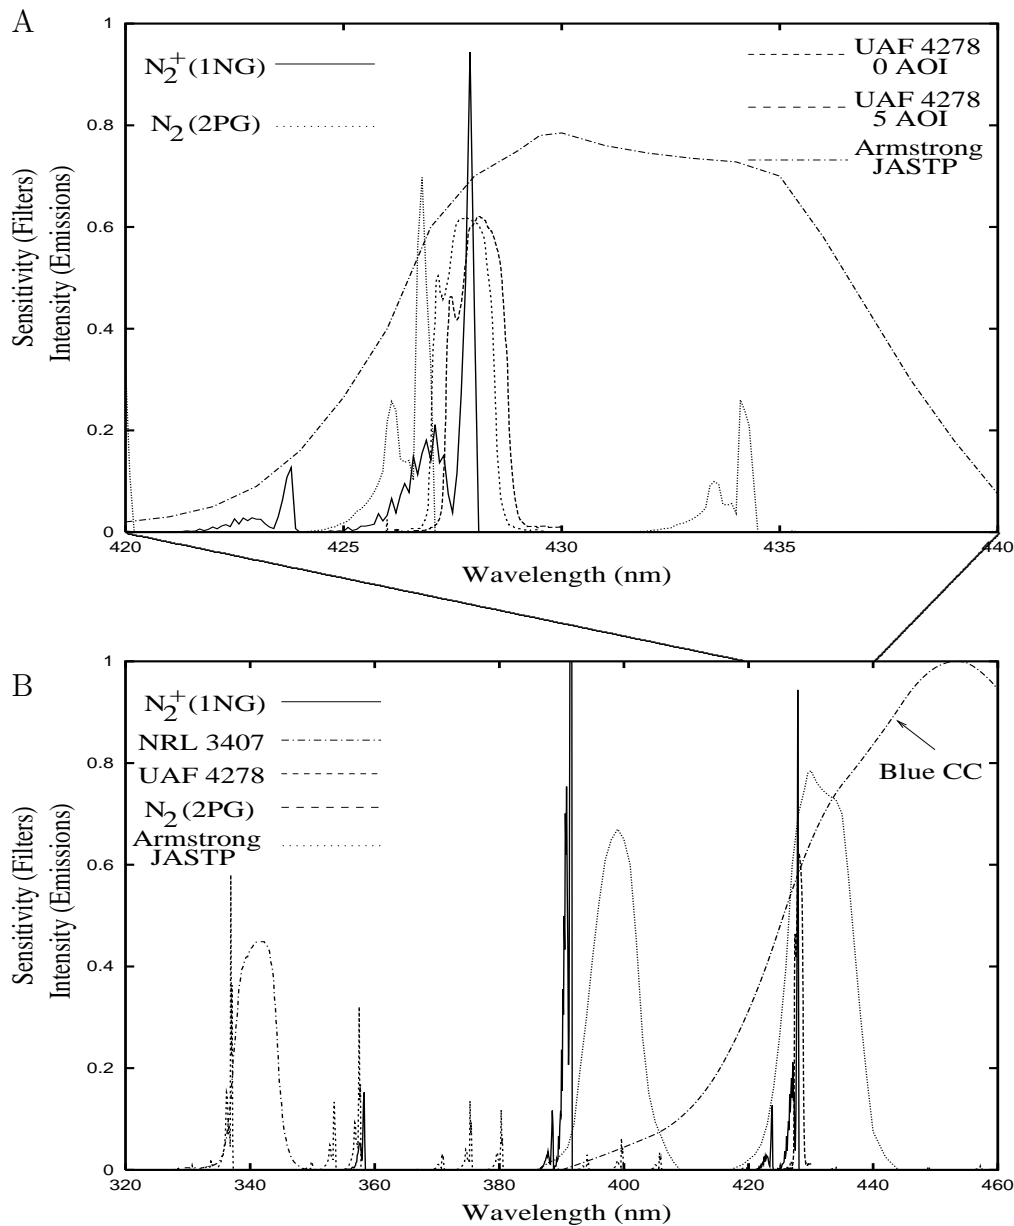 A
1
0.8
0.6
0.4
0.2
0
Sensitivity (Filters)
Intensity (Emissions)
N2+(1NG)
N2(2PG)
UAF 4278
0 AOI
UAF 4278
5 AOI
Armstrong
JASTP
420 425 430 435 440
Wavelength (nm)
B
1
0.8
0.6
0.4
0.2
0
Sensitivity (Filters)
Intensity (Emissions)
N2+(1NG)
NRL 3407
UAF 4278
N2(2PG)
Armstrong
JASTP
Blue CC
320 340 360 380 400 420 440 460
Wavelength (nm)